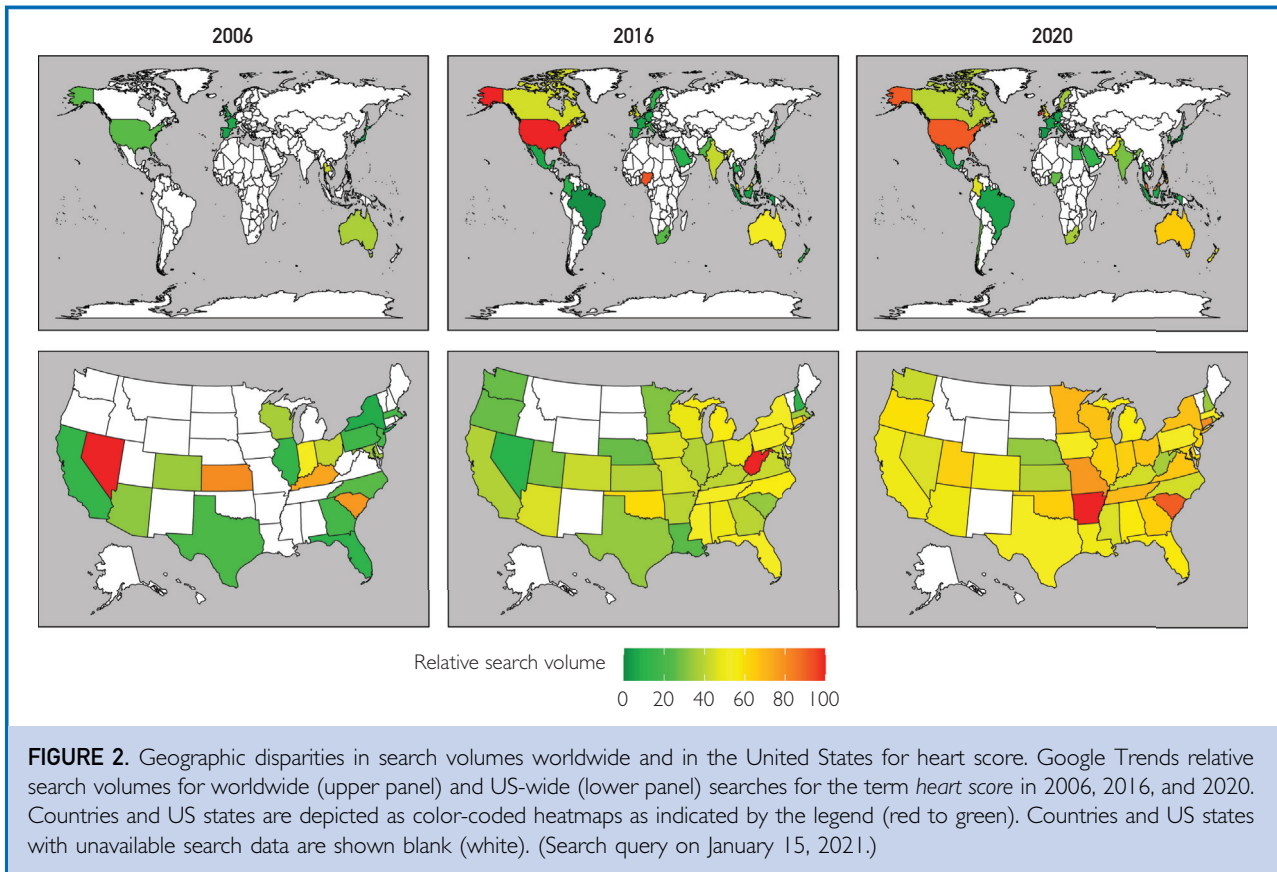 2006 2016 2020
Relative search volume
0 20 40 60 80 100
FIGURE 2. Geographic disparities in search volumes worldwide and in the United States for heart score. Google Trends relative
search volumes for worldwide (upper panel) and US-wide (lower panel) searches for the term heart score in 2006, 2016, and 2020.
Countries and US states are depicted as color-coded heatmaps as indicated by the legend (red to green). Countries and US states
with unavailable search data are shown blank (white). (Search query on January 15, 2021.)